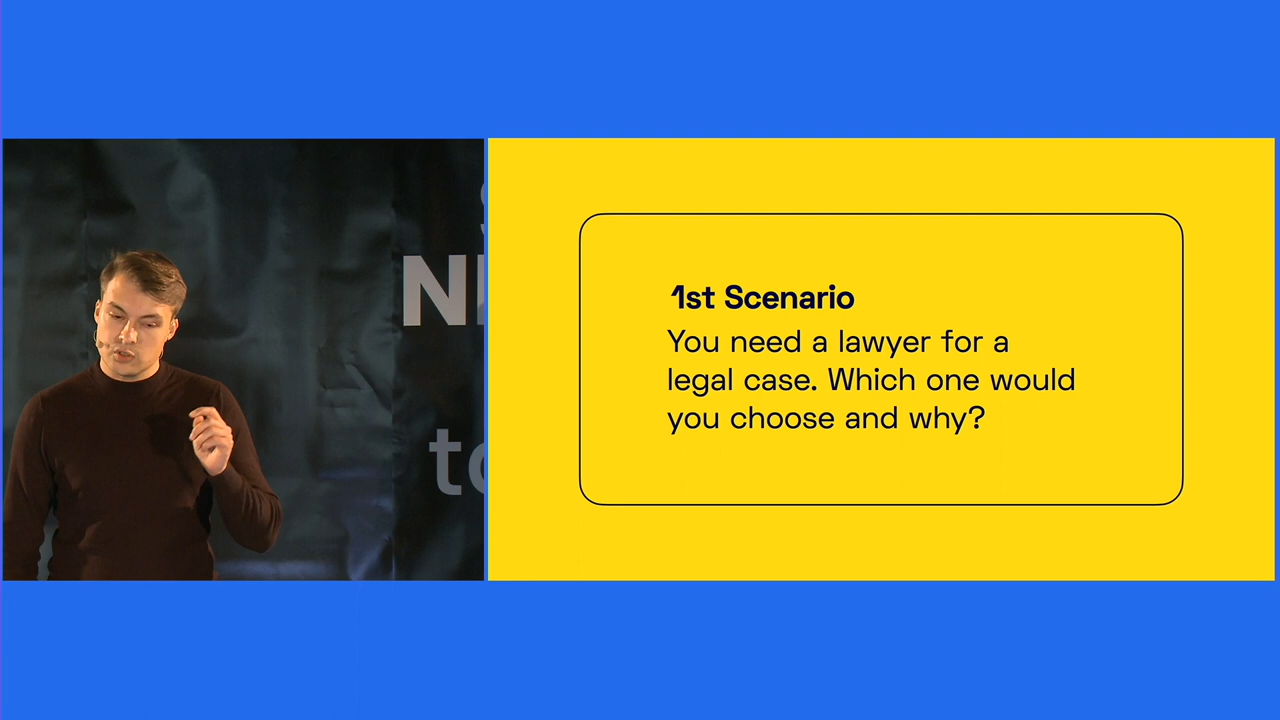 1st Scenario
You need a lawyer for a
legal case. Which one would
you choose and why?